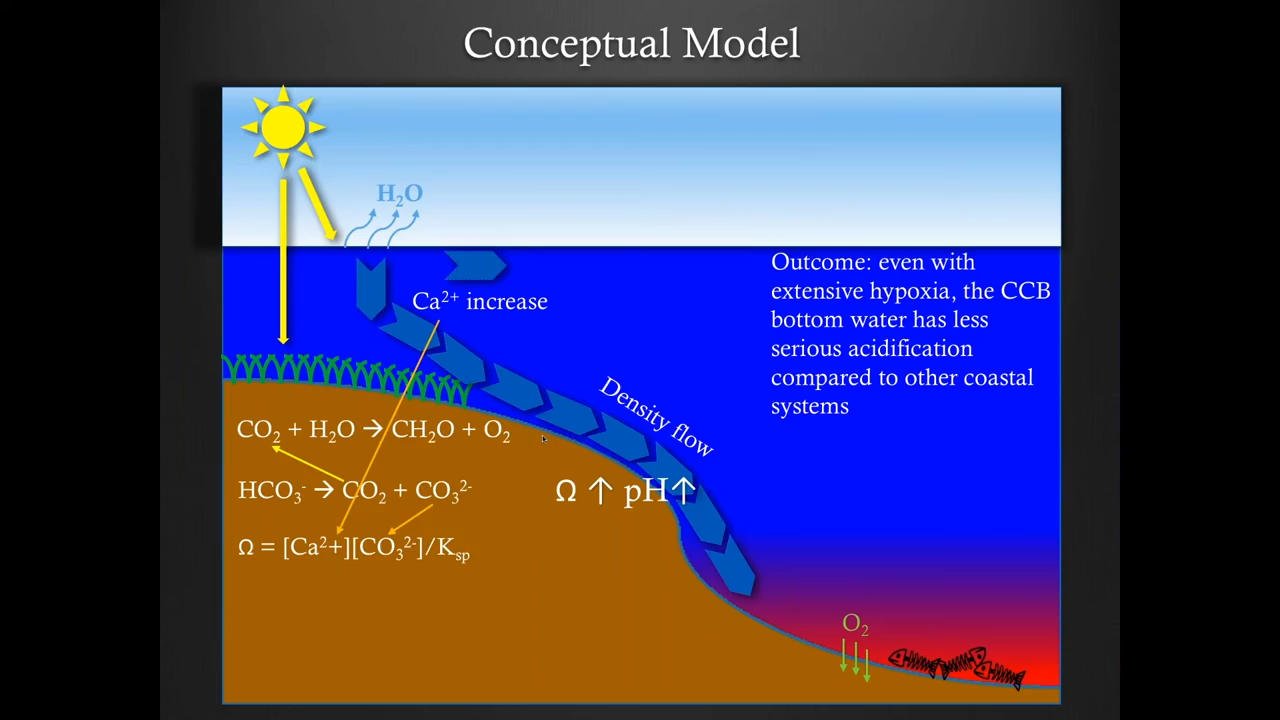 Conceptual Model
H₂O
Ca²⁺ increase
Outcome: even with
extensive hypoxia, the CCB
bottom water has less
serious acidification
compared to other coastal
systems
Density flow
CO₂ + H₂O → CH₂O + O₂
HCO₃⁻ → CO₂ + CO₃²⁻
Ω ↑ pH↑
Ω = [Ca²+][CO₃²⁻]/Kₛₚ
O₂